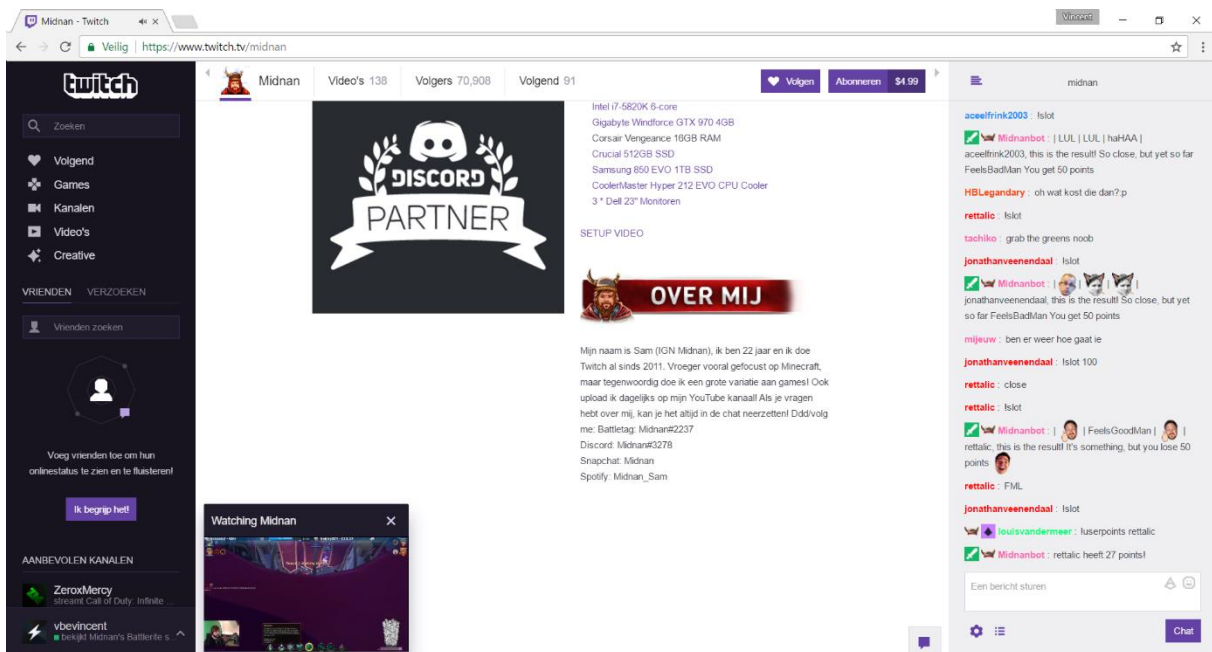 Midnan - Twitch
Vincent
Veilig | https://www.twitch.tv/midnan
twitch
Zoeken
Volgend
Games
Kanalen
Video's
Creative
VRIENDEN VERZOEKEN
Vrienden zoeken
Voeg vrienden toe om hun
onlinestatus te zien en te fluisteren!
Ik begrijp het!
AANBEVOLEN KANALEN
ZeroxMercy
streamt Call of Duty: Infinite ...
vbevincent
bekijkt Midnan's Battlerite s...
Midnan Video's 138 Volgers 70,908 Volgend 91
Volgen Abonneren $4.99
DISCORD
PARTNER
Intel i7-5820K 6-core
Gigabyte Windforce GTX 970 4GB
Corsair Vengeance 16GB RAM
Crucial 512GB SSD
Samsung 850 EVO 1TB SSD
CoolerMaster Hyper 212 EVO CPU Cooler
3 * Dell 23" Monitoren
SETUP VIDEO
OVER MIJ
Mijn naam is Sam (IGN Midnan), ik ben 22 jaar en ik doe
Twitch al sinds 2011. Vroeger vooral gefocust op Minecraft,
maar tegenwoordig doe ik een grote variatie aan games! Ook
upload ik dagelijks op mijn YouTube kanaal! Als je vragen
hebt over mij, kan je het altijd in de chat neerzetten! Ddd/volg
me: Battletag: Midnan#2237
Discord: Midnan#3278
Snapchat: Midnan
Spotify: Midnan_Sam
Watching Midnan
midnan
aceelfrink2003 : !slot
Midnanbot : | LUL | LUL | haHAA |
aceelfrink2003, this is the result! So close, but yet so far
FeelsBadMan You get 50 points
HBLegandary : oh wat kost die dan?:p
rettalic : !slot
tachiko : grab the greens noob
jonathanveenendaal : !slot
Midnanbot : | | | |
jonathanveenendaal, this is the result! So close, but yet
so far FeelsBadMan You get 50 points
mijeuw : ben er weer hoe gaat ie
jonathanveenendaal : !slot 100
rettalic : close
rettalic : !slot
Midnanbot : | | FeelsGoodMan | |
rettalic, this is the result! It's something, but you lose 50
points
rettalic : FML
jonathanveenendaal : !slot
louisvandermeer : !userpoints rettalic
Midnanbot : rettalic heeft 27 points!
Een bericht sturen
Chat